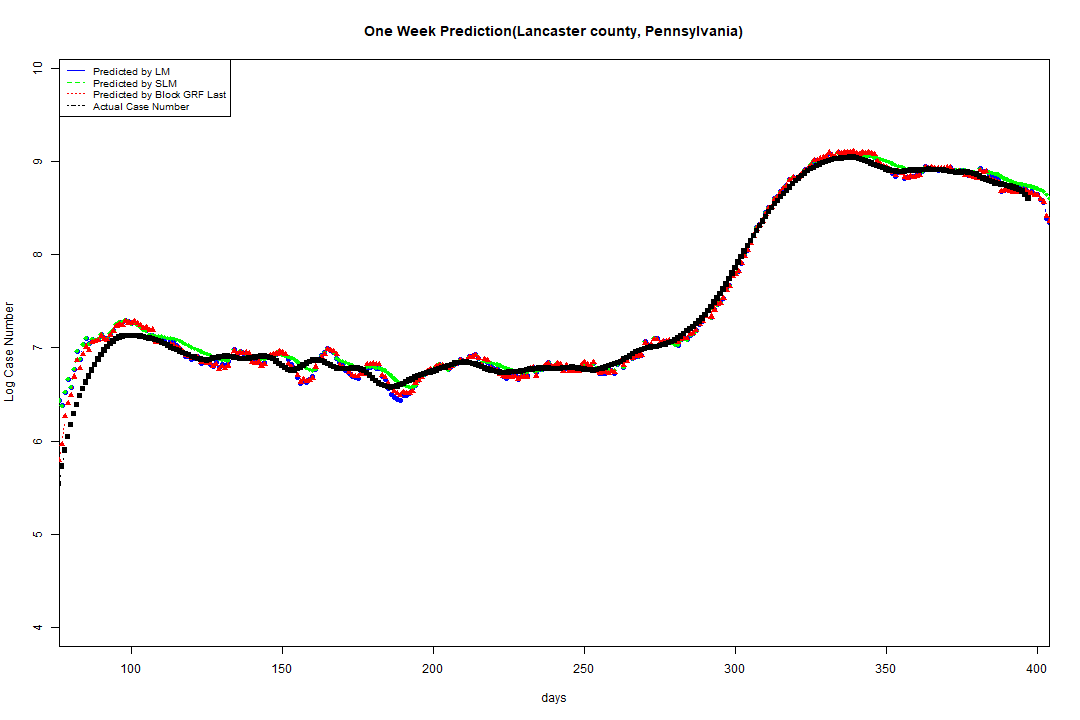 One Week Prediction(Lancaster county, Pennsylvania)
Predicted by LM
Predicted by SLM
Predicted by Block GRF Last
Actual Case Number
10
9
8
7
6
5
4
Log Case Number
100 150 200 250 300 350 400
days